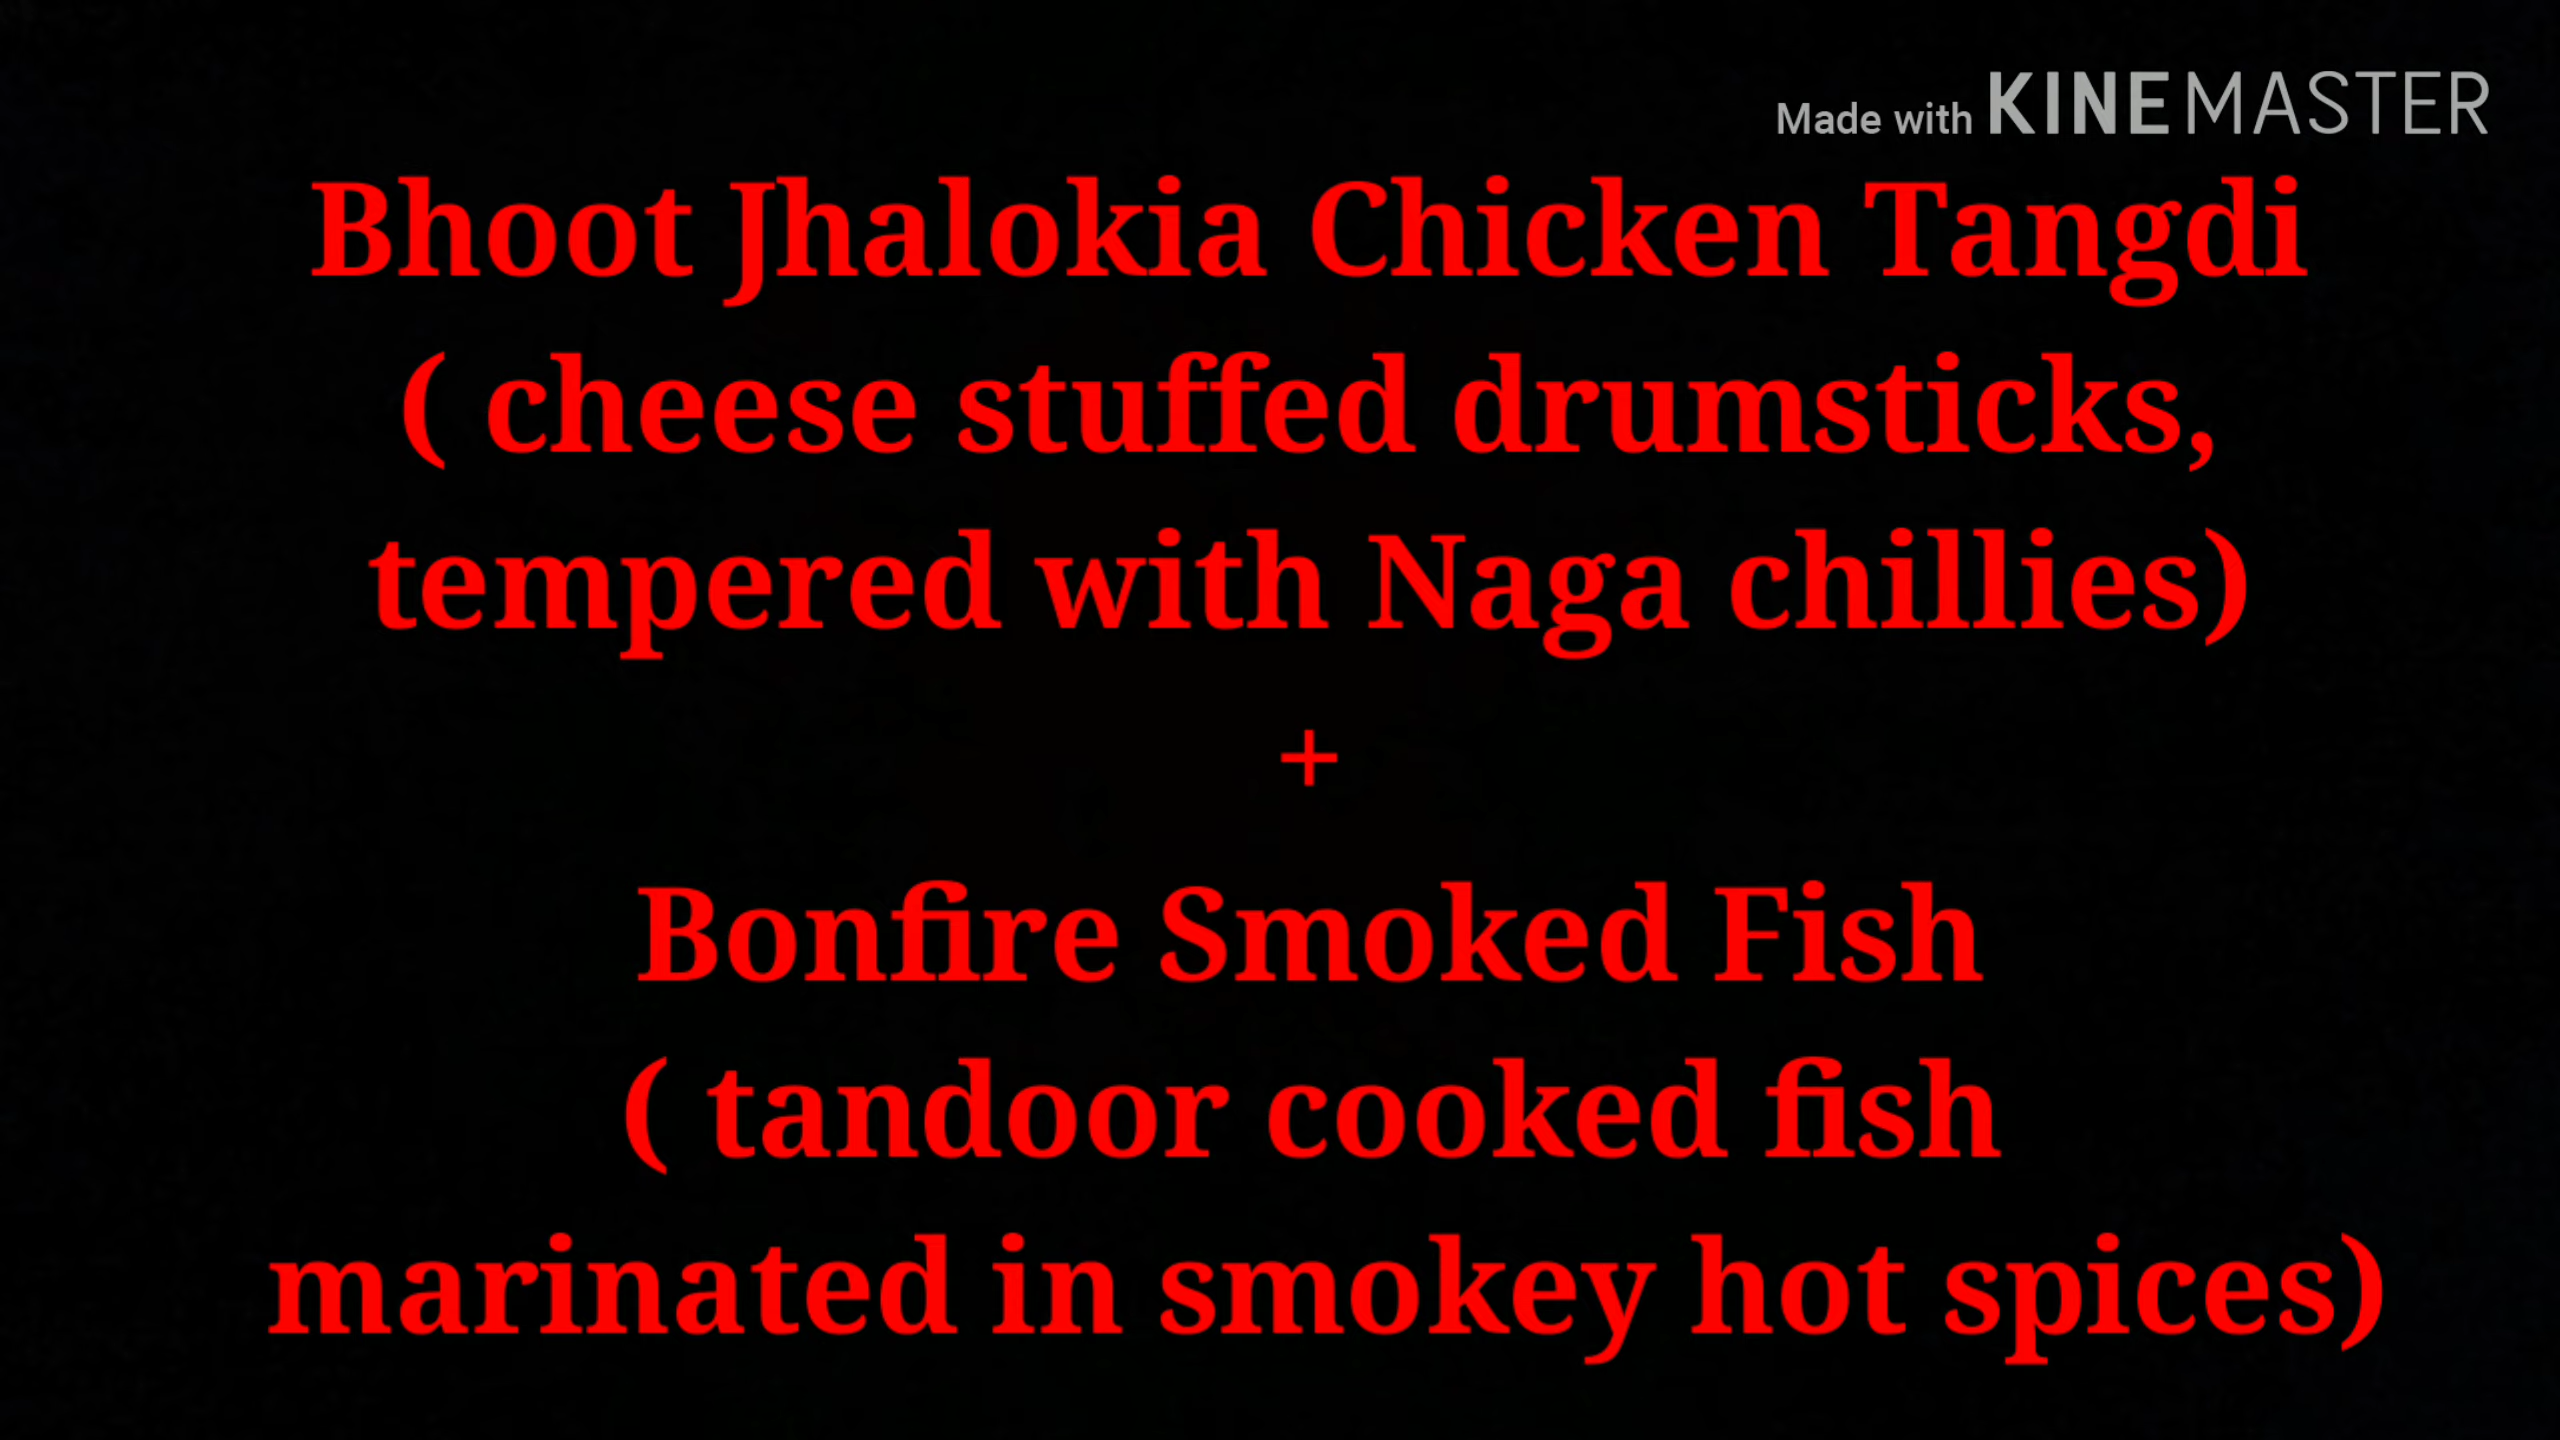 Made with KINEMASTER
Bhoot Jhalokia Chicken Tangdi
( cheese stuffed drumsticks,
tempered with Naga chillies)
+
Bonfire Smoked Fish
( tandoor cooked fish
marinated in smokey hot spices)